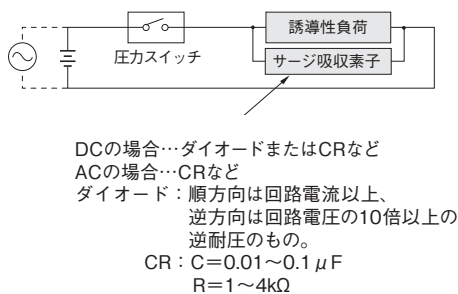 誘導性負荷
圧力スイッチ
サージ吸収素子
DCの場合…ダイオードまたはCRなど
ACの場合…CRなど
ダイオード：順方向は回路電流以上、
逆方向は回路電圧の10倍以上の
逆耐圧のもの。
CR：C＝0.01～0.1μF
R＝1～4kΩ